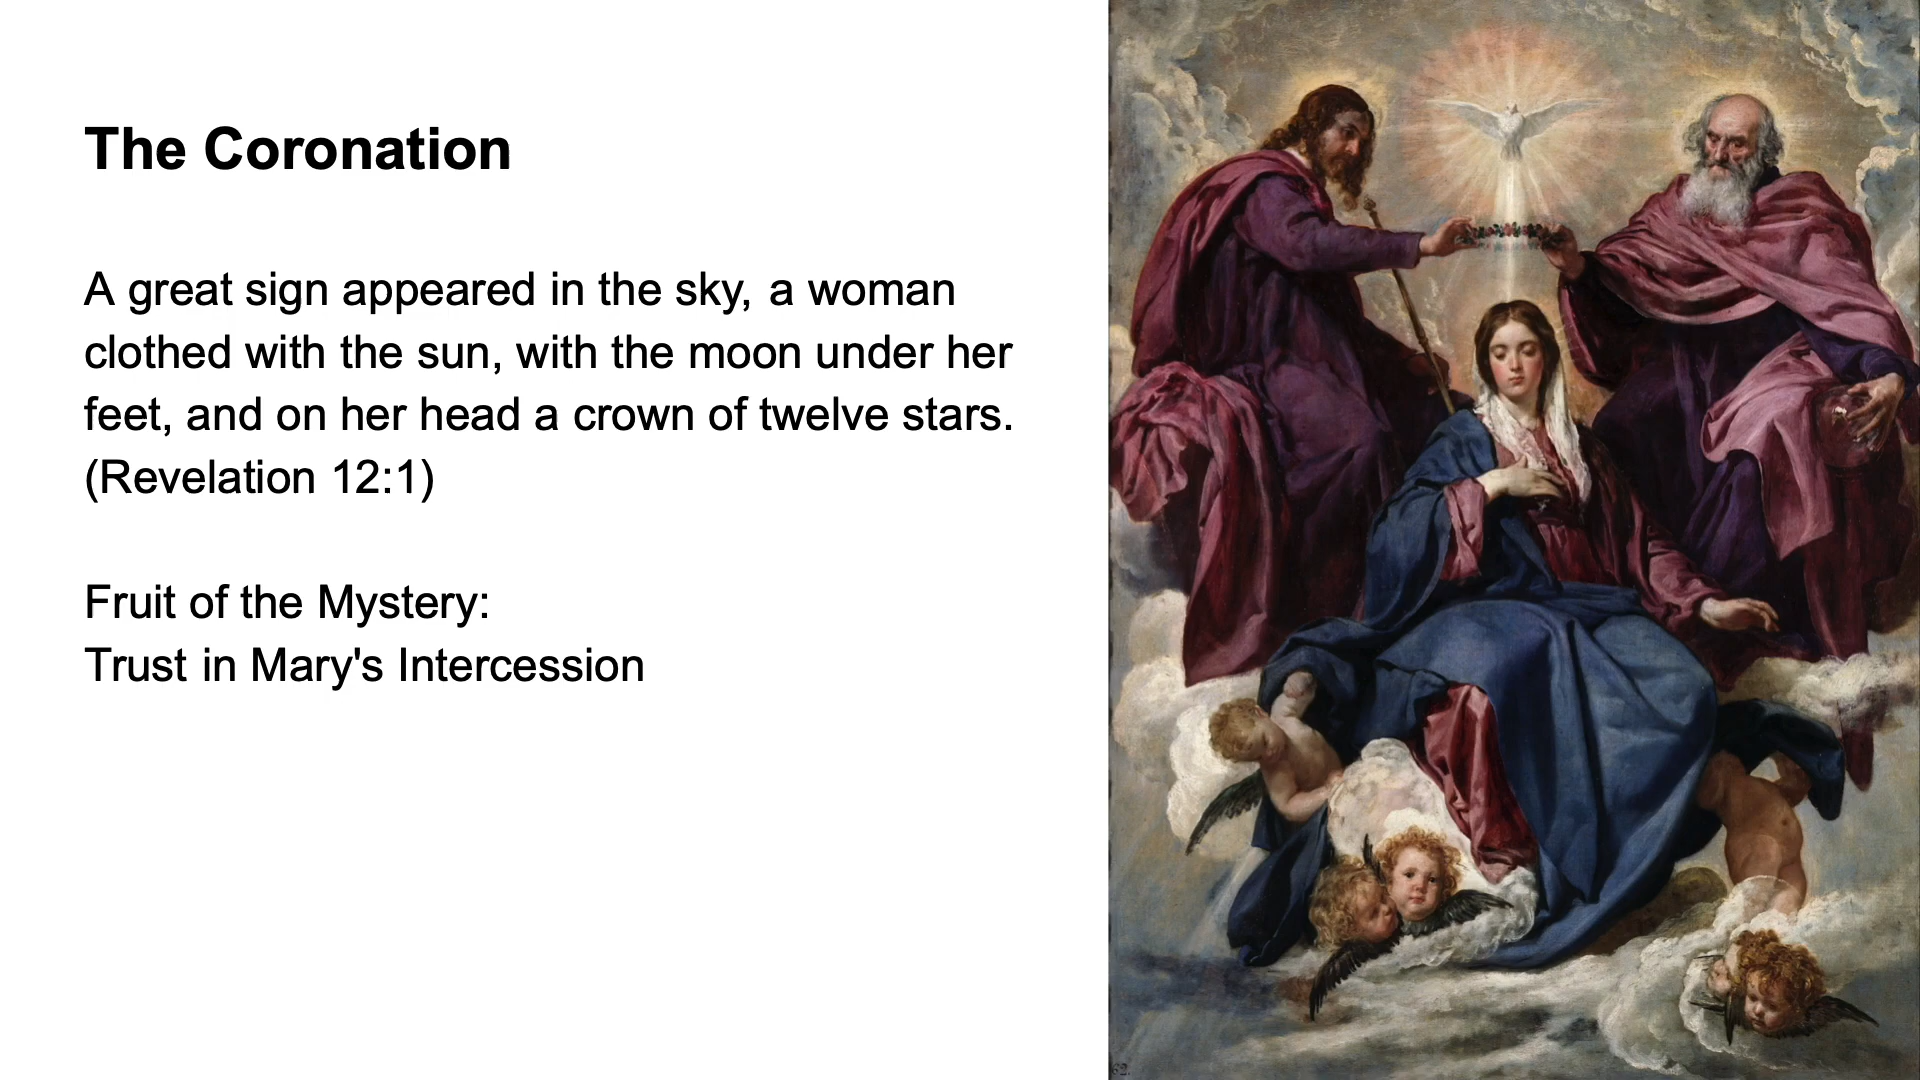 The Coronation
A great sign appeared in the sky, a woman
clothed with the sun, with the moon under her
feet, and on her head a crown of twelve stars.
(Revelation 12:1)
Fruit of the Mystery:
Trust in Mary's Intercession
62.